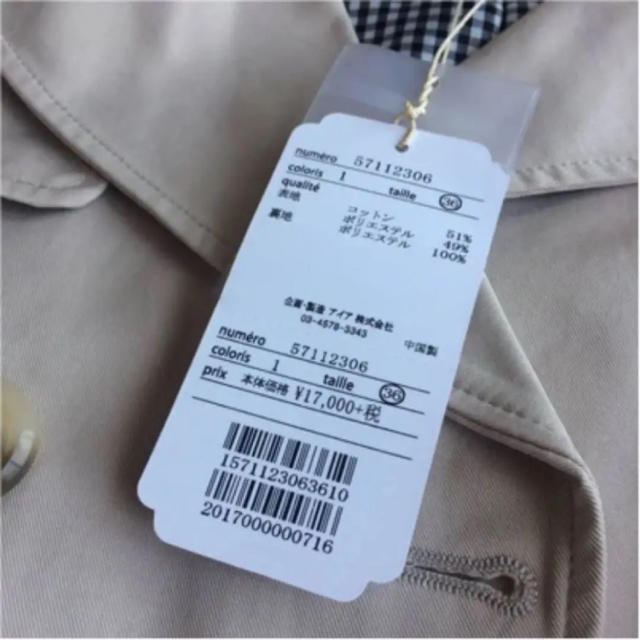 numéro 57112306
coloris 1 taille 36
qualité
表地 コットン 51%
ポリエステル 49%
裏地 ポリエステル 100%
企画・製造 アイア 株式会社
03-4578-3343 中国製
numéro 57112306
coloris 1 taille 36
prix 本体価格 ¥17,000+税
1571123063610
2017000000716